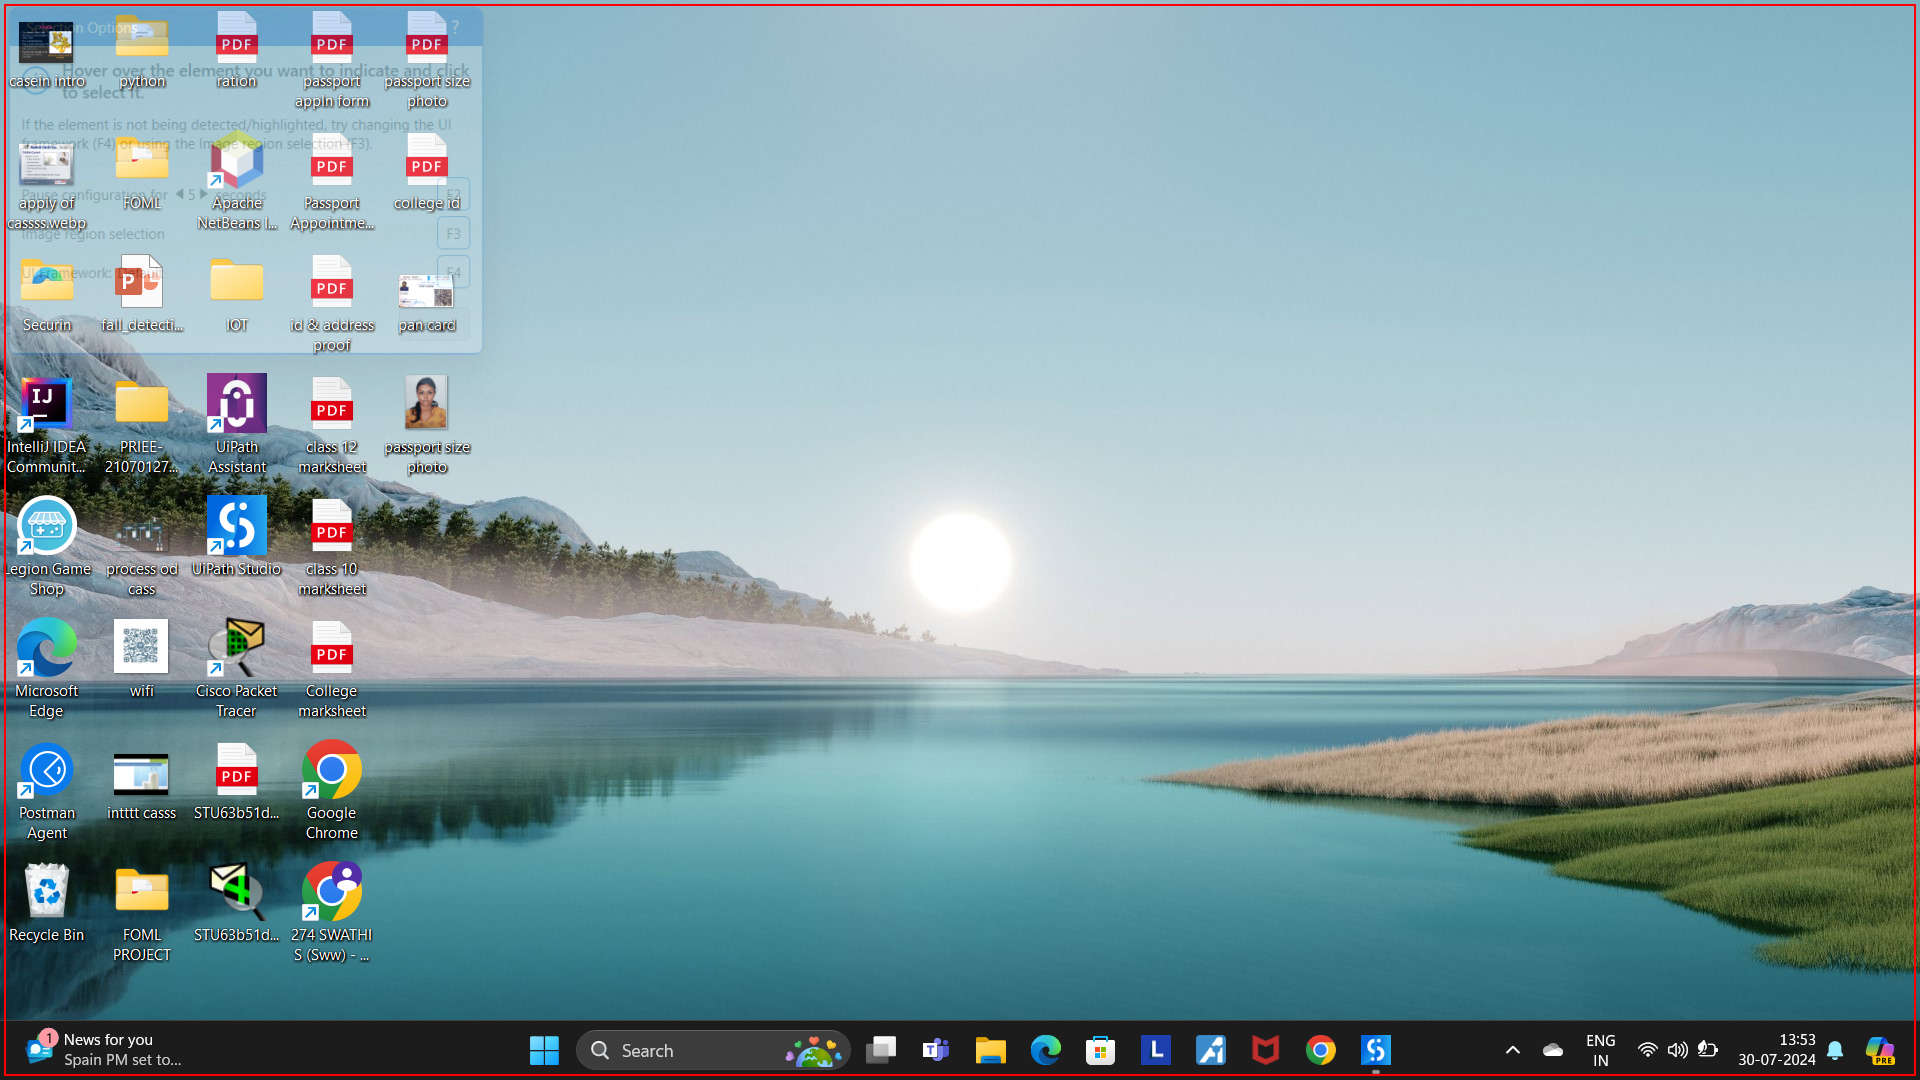 Selection Options
?
Hover over the element you want to indicate and click
to select it.
If the element is not being detected/highlighted, try changing the UI
framework (F4) or using the Image region selection (F3).
Pause configuration for 5 seconds
F2
Image region selection
F3
UI Framework: Default
F4
casein intro
python
PDF
ration
PDF
passport
appln form
PDF
passport size
photo
apply of
cassss.webp
FOML
Apache
NetBeans I...
PDF
Passport
Appointme...
PDF
college id
Securin
P
fall_detecti...
IOT
PDF
id & address
proof
pan card
IJ
IntelliJ IDEA
Communit...
PRIEE-
21070127...
UiPath
Assistant
PDF
class 12
marksheet
passport size
photo
Legion Game
Shop
process od
cass
UiPath Studio
PDF
class 10
marksheet
Microsoft
Edge
wifi
Cisco Packet
Tracer
PDF
College
marksheet
Postman
Agent
intttt casss
PDF
STU63b51d...
Google
Chrome
Recycle Bin
FOML
PROJECT
STU63b51d...
274 SWATHI
S (Sww) - ...
1
News for you
Spain PM set to...
Search
T
L
ENG
IN
13:53
30-07-2024
PRE